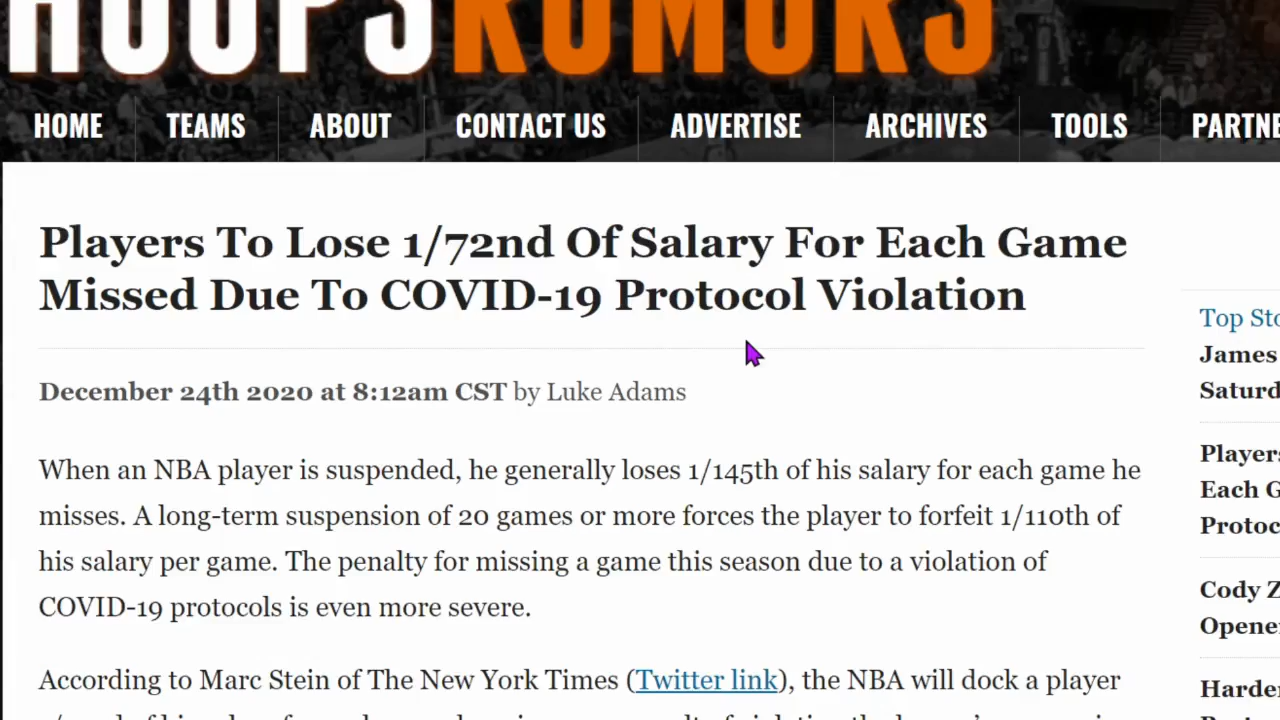 HOOPSRUMORS
HOME TEAMS ABOUT CONTACT US ADVERTISE ARCHIVES TOOLS
Players To Lose 1/72nd Of Salary For Each Game
Missed Due To COVID-19 Protocol Violation
December 24th 2020 at 8:12am CST by Luke Adams
When an NBA player is suspended, he generally loses 1/145th of his salary for each game he
misses. A long-term suspension of 20 games or more forces the player to forfeit 1/110th of
his salary per game. The penalty for missing a game this season due to a violation of
COVID-19 protocols is even more severe.
According to Marc Stein of The New York Times (Twitter link), the NBA will dock a player
Top
James
Players
Each
Cody